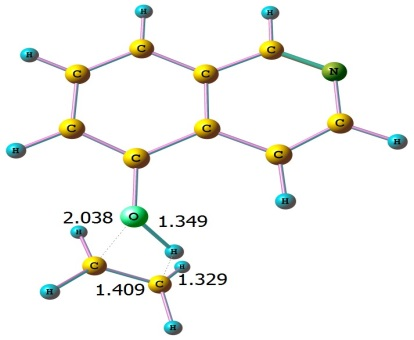 H H
C C
H C C N
C C C H
H C C
H
O
2.038 1.349
H H
C H
1.409 C 1.329
H
H